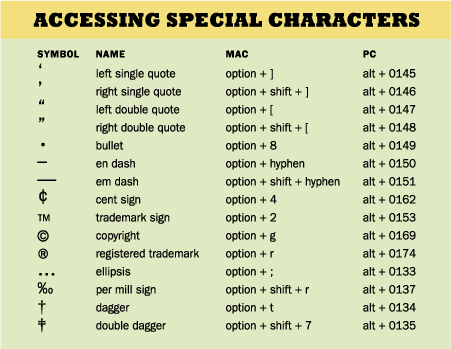 ACCESSING SPECIAL CHARACTERS
SYMBOL NAME MAC PC
‘ left single quote option + ] alt + 0145
’ right single quote option + shift + ] alt + 0146
“ left double quote option + [ alt + 0147
” right double quote option + shift + [ alt + 0148
• bullet option + 8 alt + 0149
– en dash option + hyphen alt + 0150
— em dash option + shift + hyphen alt + 0151
¢ cent sign option + 4 alt + 0162
™ trademark sign option + 2 alt + 0153
© copyright option + g alt + 0169
® registered trademark option + r alt + 0174
… ellipsis option + ; alt + 0133
‰ per mill sign option + shift + r alt + 0137
† dagger option + t alt + 0134
‡ double dagger option + shift + 7 alt + 0135